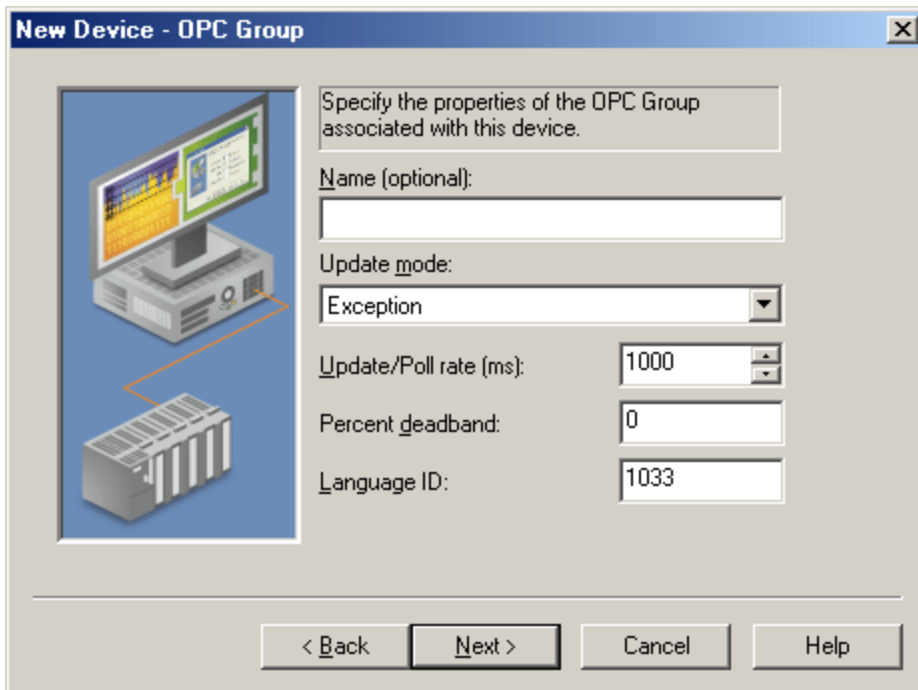 New Device - OPC Group
Specify the properties of the OPC Group
associated with this device.
Name (optional):
Update mode:
Exception
Update/Poll rate (ms):
1000
Percent deadband:
0
Language ID:
1033
< Back
Next >
Cancel
Help